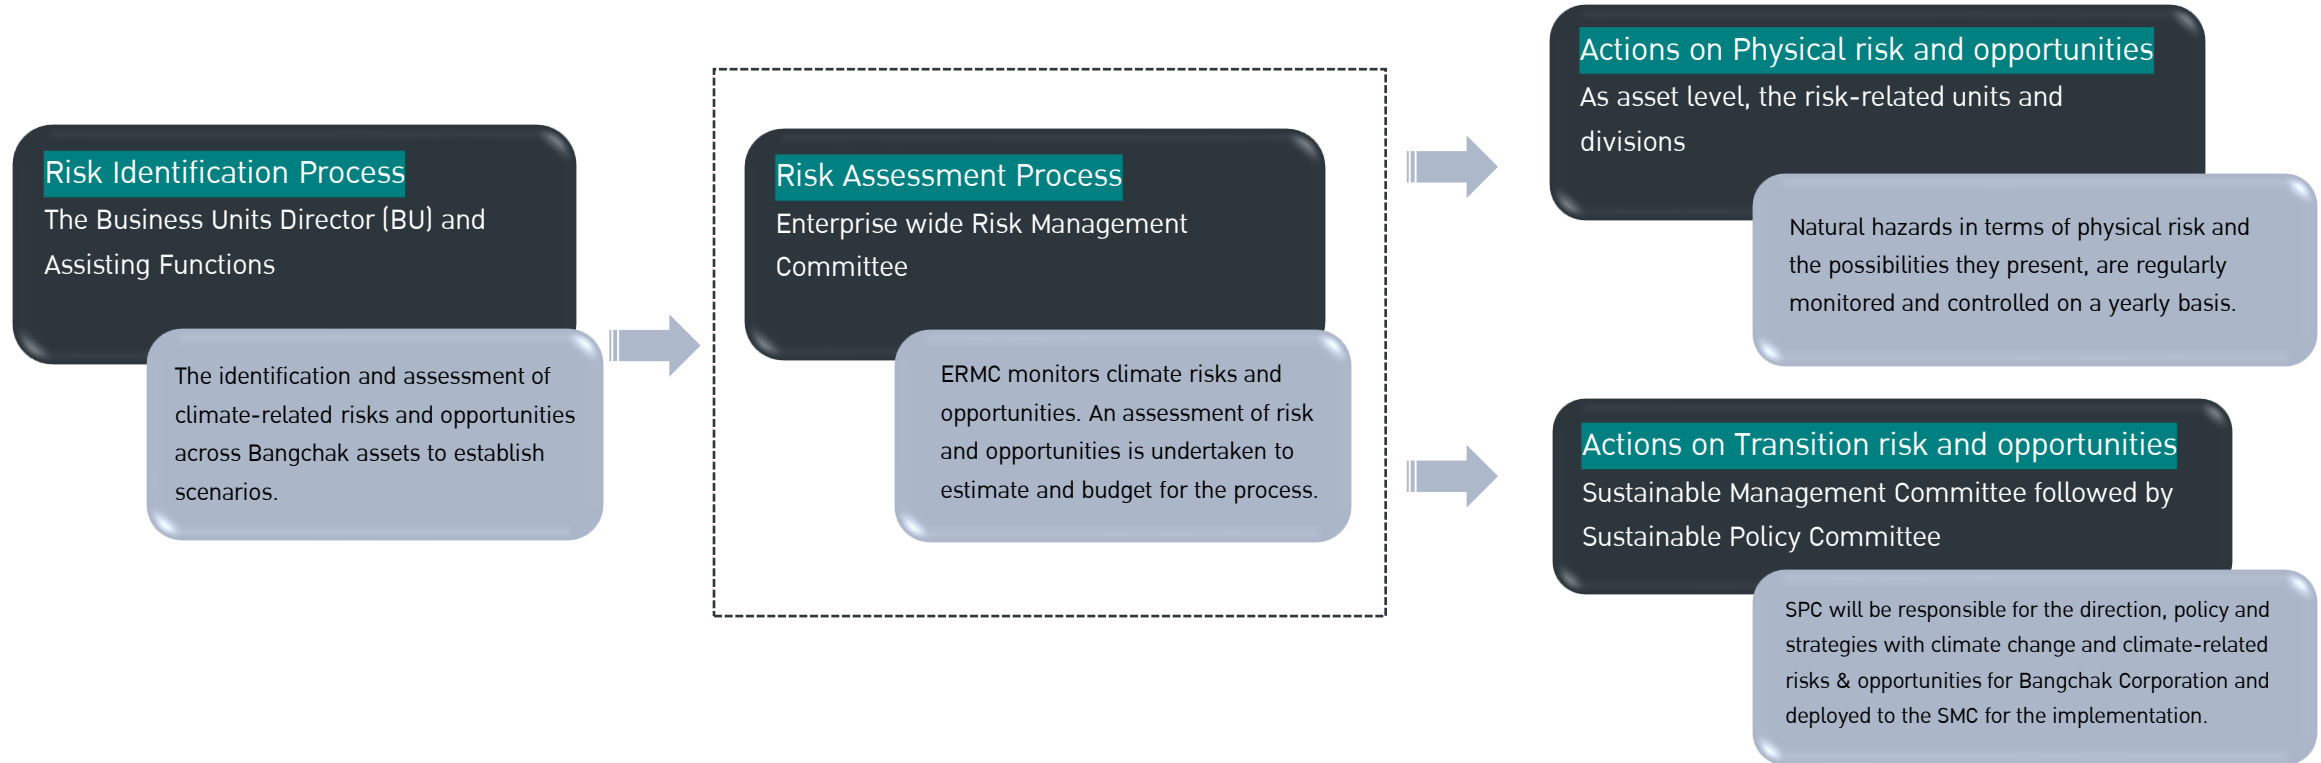 Risk Identification Process
The Business Units Director (BU) and
Assisting Functions
The identification and assessment of
climate-related risks and opportunities
across Bangchak assets to establish
scenarios.
Risk Assessment Process
Enterprise wide Risk Management
Committee
ERMC monitors climate risks and
opportunities. An assessment of risk
and opportunities is undertaken to
estimate and budget for the process.
Actions on Physical risk and opportunities
As asset level, the risk-related units and
divisions
Natural hazards in terms of physical risk and
the possibilities they present, are regularly
monitored and controlled on a yearly basis.
Actions on Transition risk and opportunities
Sustainable Management Committee followed by
Sustainable Policy Committee
SPC will be responsible for the direction, policy and
strategies with climate change and climate-related
risks & opportunities for Bangchak Corporation and
deployed to the SMC for the implementation.